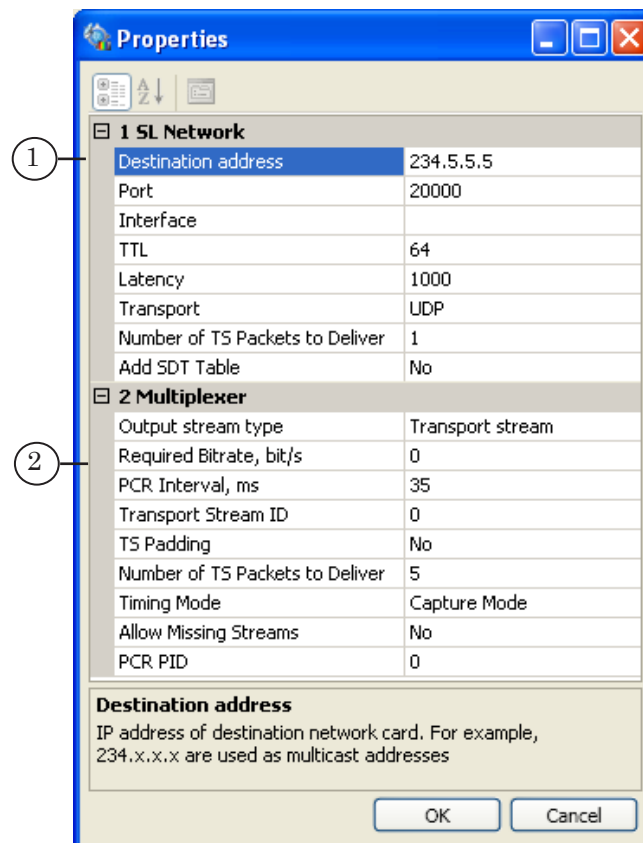 Properties
A
Z
1 SL Network
1
Destination address 234.5.5.5
Port 20000
Interface
TTL 64
Latency 1000
Transport UDP
Number of TS Packets to Deliver 1
Add SDT Table No
2 Multiplexer
Output stream type Transport stream
2
Required Bitrate, bit/s 0
PCR Interval, ms 35
Transport Stream ID 0
TS Padding No
Number of TS Packets to Deliver 5
Timing Mode Capture Mode
Allow Missing Streams No
PCR PID 0
Destination address
IP address of destination network card. For example,
234.x.x.x are used as multicast addresses
OK Cancel